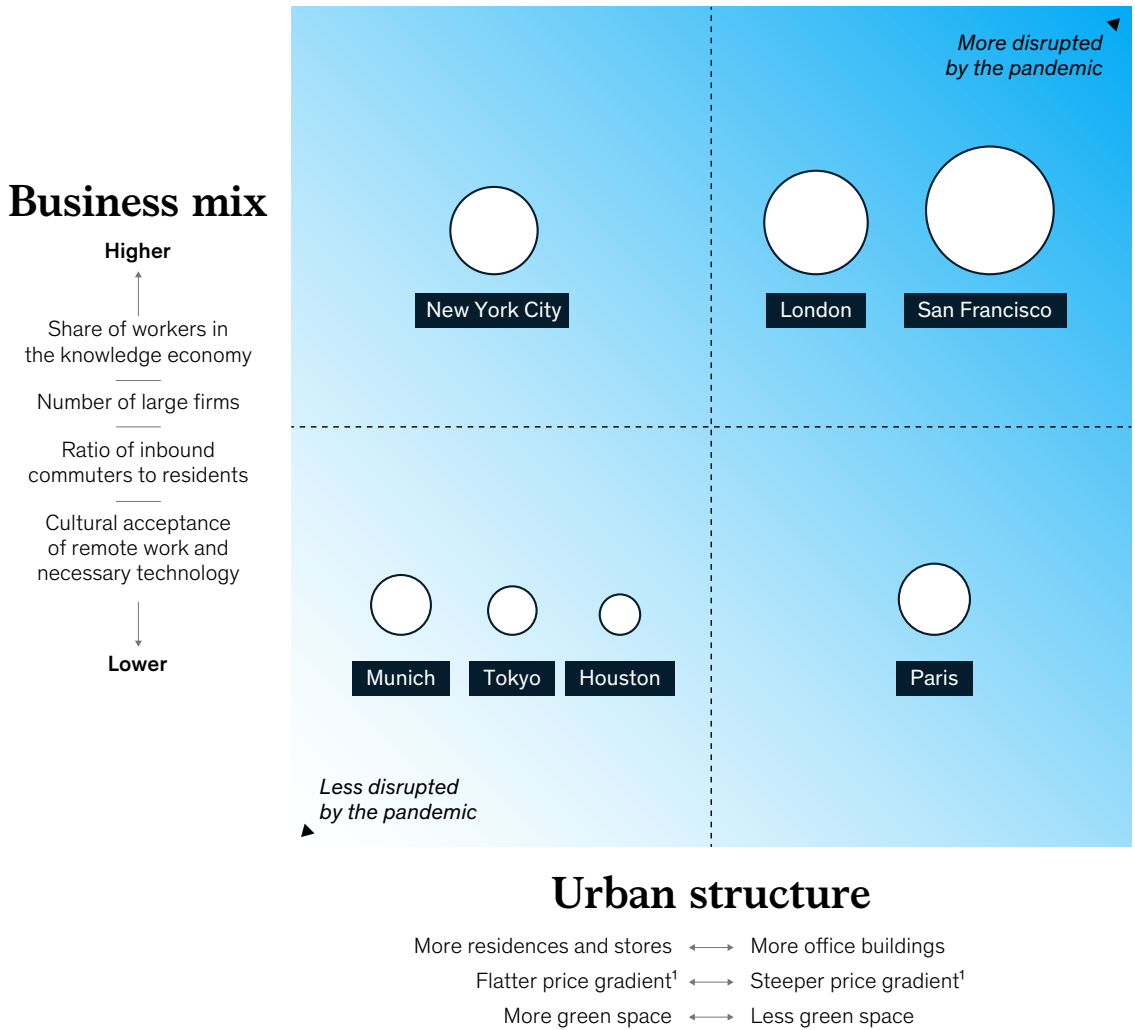 More disrupted
by the pandemic
Business mix
Higher
Share of workers in
the knowledge economy
Number of large firms
Ratio of inbound
commuters to residents
Cultural acceptance
of remote work and
necessary technology
Lower
New York City
London
San Francisco
Munich
Tokyo
Houston
Paris
Less disrupted
by the pandemic
Urban structure
More residences and stores
More office buildings
Flatter price gradient¹
Steeper price gradient¹
More green space
Less green space